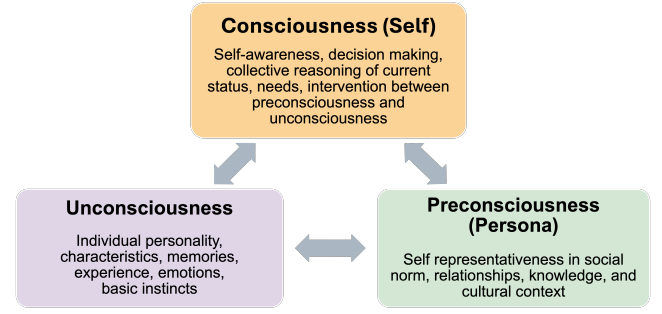 Consciousness (Self)
Self-awareness, decision making,
collective reasoning of current
status, needs, intervention between
preconsciousness and
unconsciousness
Unconsciousness
Individual personality,
characteristics, memories,
experience, emotions,
basic instincts
Preconsciousness
(Persona)
Self representativeness in social
norm, relationships, knowledge, and
cultural context